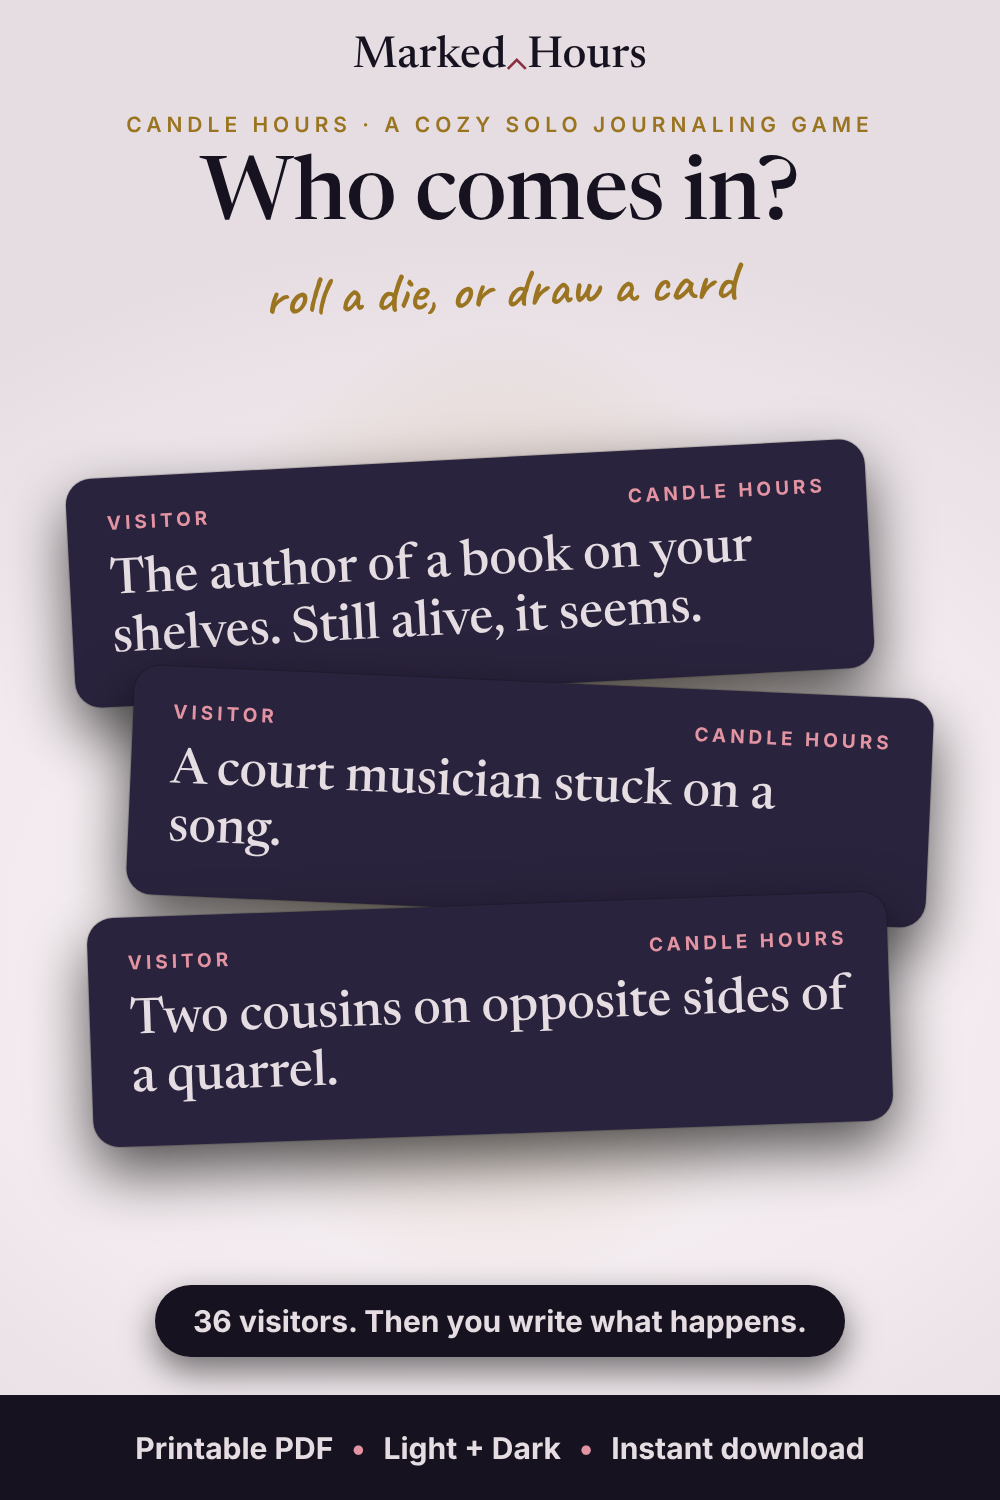 Marked‸Hours
CANDLE HOURS · A COZY SOLO JOURNALING GAME
Who comes in?
roll a die, or draw a card
VISITOR
CANDLE HOURS
The author of a book on your
shelves. Still alive, it seems.
VISITOR
CANDLE HOURS
A court musician stuck on a
song.
VISITOR
CANDLE HOURS
Two cousins on opposite sides of
a quarrel.
36 visitors. Then you write what happens.
Printable PDF • Light + Dark • Instant download